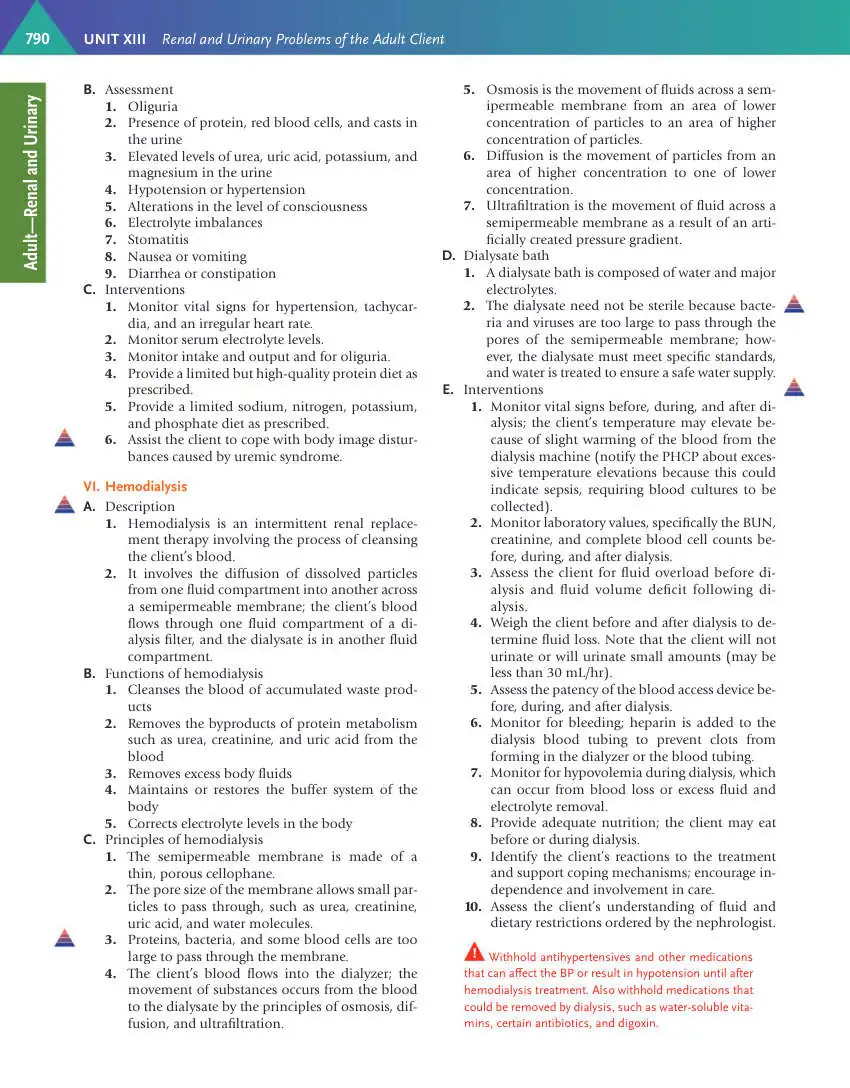 790 UNIT XIII Renal and Urinary Problems of the Adult Client
Adult—Renal and Urinary
B. Assessment
1. Oliguria
2. Presence of protein, red blood cells, and casts in
the urine
3. Elevated levels of urea, uric acid, potassium, and
magnesium in the urine
4. Hypotension or hypertension
5. Alterations in the level of consciousness
6. Electrolyte imbalances
7. Stomatitis
8. Nausea or vomiting
9. Diarrhea or constipation
C. Interventions
1. Monitor vital signs for hypertension, tachycar-
dia, and an irregular heart rate.
2. Monitor serum electrolyte levels.
3. Monitor intake and output and for oliguria.
4. Provide a limited but high-quality protein diet as
prescribed.
5. Provide a limited sodium, nitrogen, potassium,
and phosphate diet as prescribed.
6. Assist the client to cope with body image distur-
bances caused by uremic syndrome.
VI. Hemodialysis
A. Description
1. Hemodialysis is an intermittent renal replace-
ment therapy involving the process of cleansing
the client's blood.
2. It involves the diffusion of dissolved particles
from one fluid compartment into another across
a semipermeable membrane; the client's blood
flows through one fluid compartment of a di-
alysis filter, and the dialysate is in another fluid
compartment.
B. Functions of hemodialysis
1. Cleanses the blood of accumulated waste prod-
ucts
2. Removes the byproducts of protein metabolism
such as urea, creatinine, and uric acid from the
blood
3. Removes excess body fluids
4. Maintains or restores the buffer system of the
body
5. Corrects electrolyte levels in the body
C. Principles of hemodialysis
1. The semipermeable membrane is made of a
thin, porous cellophane.
2. The pore size of the membrane allows small par-
ticles to pass through, such as urea, creatinine,
uric acid, and water molecules.
3. Proteins, bacteria, and some blood cells are too
large to pass through the membrane.
4. The client's blood flows into the dialyzer; the
movement of substances occurs from the blood
to the dialysate by the principles of osmosis, dif-
fusion, and ultrafiltration.
5. Osmosis is the movement of fluids across a sem-
ipermeable membrane from an area of lower
concentration of particles to an area of higher
concentration of particles.
6. Diffusion is the movement of particles from an
area of higher concentration to one of lower
concentration.
7. Ultrafiltration is the movement of fluid across a
semipermeable membrane as a result of an arti-
ficially created pressure gradient.
D. Dialysate bath
1. A dialysate bath is composed of water and major
electrolytes.
2. The dialysate need not be sterile because bacte-
ria and viruses are too large to pass through the
pores of the semipermeable membrane; how-
ever, the dialysate must meet specific standards,
and water is treated to ensure a safe water supply.
E. Interventions
1. Monitor vital signs before, during, and after di-
alysis; the client's temperature may elevate be-
cause of slight warming of the blood from the
dialysis machine (notify the PHCP about exces-
sive temperature elevations because this could
indicate sepsis, requiring blood cultures to be
collected).
2. Monitor laboratory values, specifically the BUN,
creatinine, and complete blood cell counts be-
fore, during, and after dialysis.
3. Assess the client for fluid overload before di-
alysis and fluid volume deficit following di-
alysis.
4. Weigh the client before and after dialysis to de-
termine fluid loss. Note that the client will not
urinate or will urinate small amounts (may be
less than 30 mL/hr).
5. Assess the patency of the blood access device be-
fore, during, and after dialysis.
6. Monitor for bleeding; heparin is added to the
dialysis blood tubing to prevent clots from
forming in the dialyzer or the blood tubing.
7. Monitor for hypovolemia during dialysis, which
can occur from blood loss or excess fluid and
electrolyte removal.
8. Provide adequate nutrition; the client may eat
before or during dialysis.
9. Identify the client's reactions to the treatment
and support coping mechanisms; encourage in-
dependence and involvement in care.
10. Assess the client's understanding of fluid and
dietary restrictions ordered by the nephrologist.
Withhold antihypertensives and other medications
that can affect the BP or result in hypotension until after
hemodialysis treatment. Also withhold medications that
could be removed by dialysis, such as water-soluble vita-
mins, certain antibiotics, and digoxin.